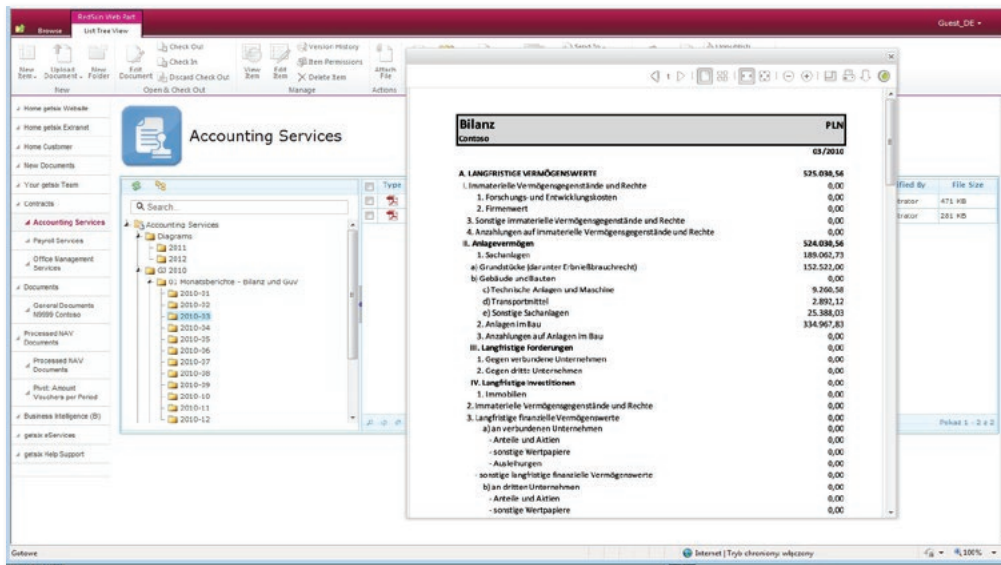 RedSun Web Part
Browse
List Tree View
Guest_DE
New Item
Upload Document
New Folder
New
Edit Document
Check Out
Check In
Discard Check Out
Open & Check Out
View Item
Edit Item
Version History
Item Permissions
Delete Item
Manage
Attach File
Actions
Home getsix Website
Home getsix Extranet
Home Customer
New Documents
Your getsix Team
Contracts
Accounting Services
Payroll Services
Office Management Services
Documents
General Documents
N9999 Contoso
Processed NAV Documents
Processed NAV Documents
Pivot: Amount Vouchers per Period
Business Intelligence (BI)
getsix eServices
getsix Help Support
Accounting Services
Search...
Accounting Services
Diagrams
2011
2012
GJ 2010
01 Monatsberichte - Bilanz und GuV
2010-01
2010-02
2010-03
2010-04
2010-05
2010-06
2010-07
2010-08
2010-09
2010-10
2010-11
2010-12
Type
File Size
471 KB
281 KB
Pokaż 1 - 2 z 2
1
Bilanz PLN
Contoso
03/2010
A. LANGFRISTIGE VERMÖGENSWERTE 525.038,56
I. Immaterielle Vermögensgegenstände und Rechte 0,00
1. Forschungs- und Entwicklungskosten 0,00
2. Firmenwert 0,00
3. Sonstige immaterielle Vermögensgegenstände und Rechte 0,00
4. Anzahlungen auf immaterielle Vermögensgegenstände und Rechte 0,00
II. Anlagevermögen 524.038,56
1. Sachanlagen 189.062,73
a) Grundstücke (darunter Erbnießbrauchrecht) 152.522,00
b) Gebäude und Bauten 0,00
c) Technische Anlagen und Maschine 9.260,58
d) Transportmittel 2.892,12
e) Sonstige Sachanlagen 25.388,03
2. Anlagen im Bau 334.967,83
3. Anzahlungen auf Anlagen im Bau 0,00
III. Langfristige Forderungen 0,00
1. Gegen verbundene Unternehmen 0,00
2. Gegen dritte Unternehmen 0,00
IV. Langfristige Investitionen 0,00
1. Immobilien 0,00
2. Immaterielle Vermögensgegenstände und Rechte 0,00
3. Langfristige finanzielle Vermögenswerte 0,00
a) an verbundenen Unternehmen 0,00
- Anteile und Aktien 0,00
- sonstige Wertpapiere 0,00
- Ausleihungen 0,00
- sonstige langfristige finanzielle Vermögenswerte 0,00
b) an dritten Unternehmen 0,00
- Anteile und Aktien 0,00
- sonstige Wertpapiere 0,00
Gotowe
Internet | Tryb chroniony: włączony
100%